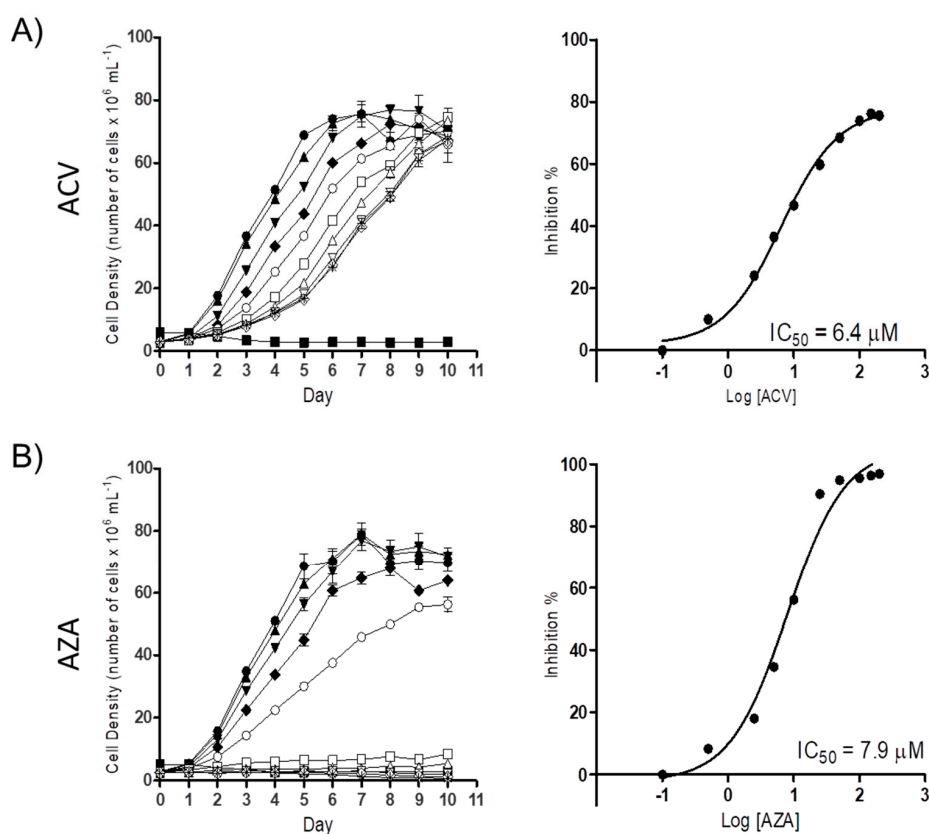 A)
ACV
Cell Density (number of cells x 10⁶ mL⁻¹)
100
80
60
40
20
0
0 1 2 3 4 5 6 7 8 9 10 11
Day
Inhibition %
100
80
60
40
20
0
IC₅₀ = 6.4 µM
-1 0 1 2 3
Log [ACV]
B)
AZA
Cell Density (number of cells x 10⁶ mL⁻¹)
100
80
60
40
20
0
0 1 2 3 4 5 6 7 8 9 10 11
Day
Inhibition %
100
80
60
40
20
0
IC₅₀ = 7.9 µM
-1 0 1 2 3
Log [AZA]